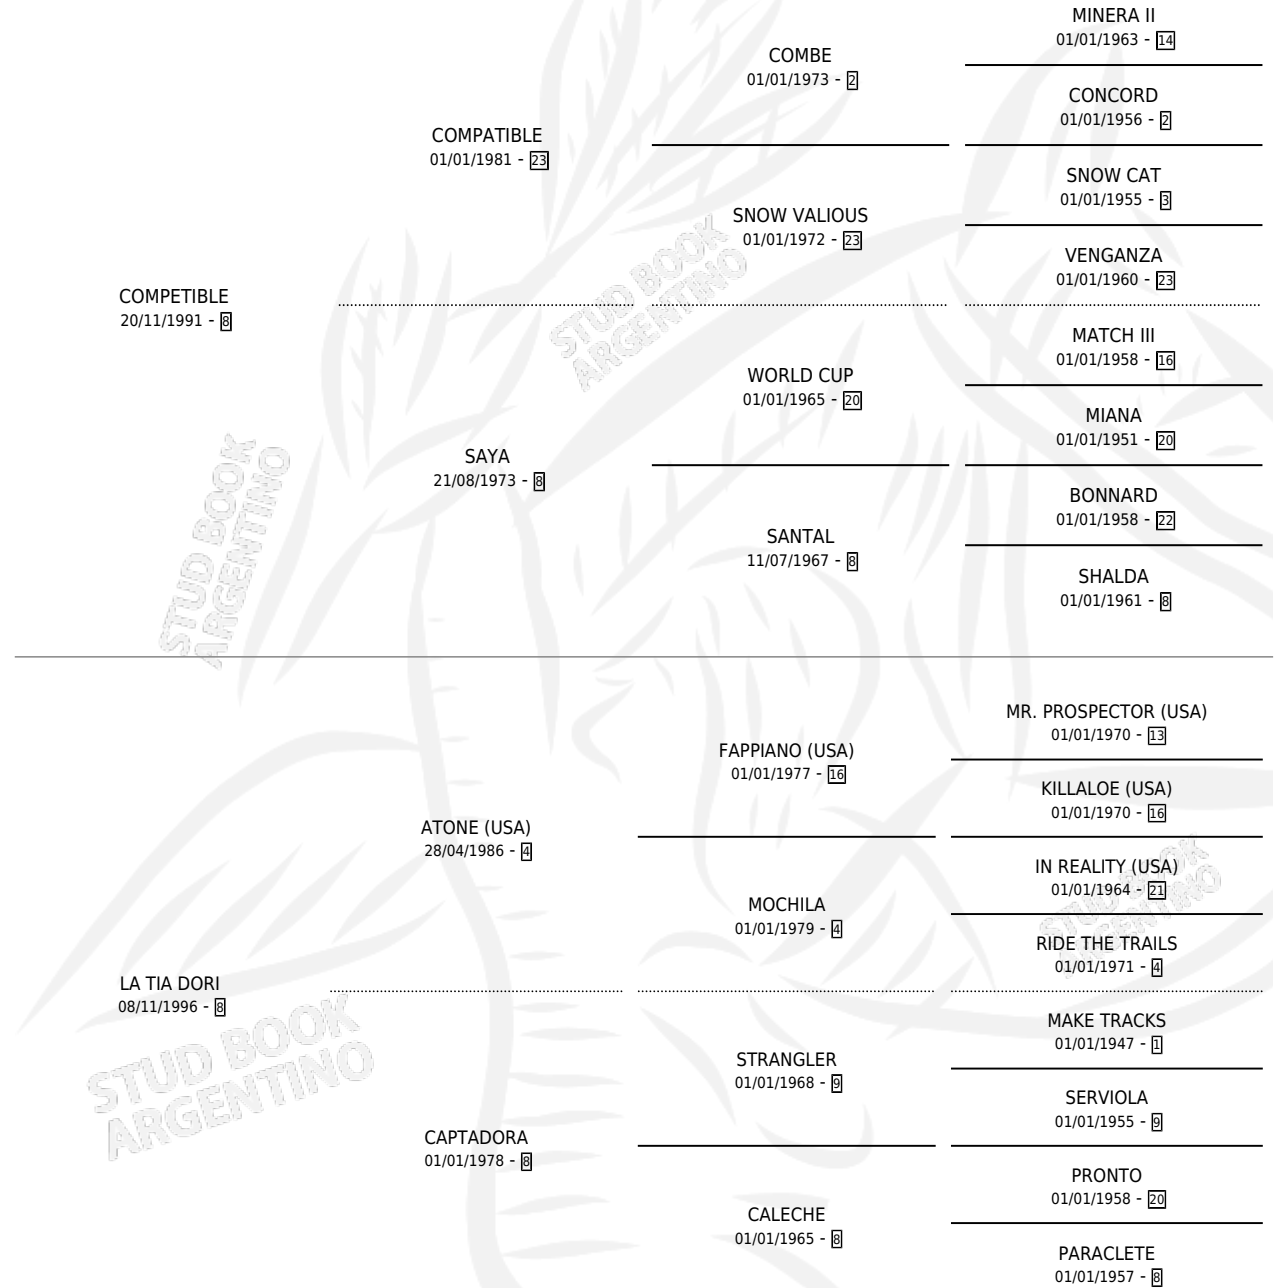 MINERA II
01/01/1963 - 14
COMBE
01/01/1973 - 2
CONCORD
01/01/1956 - 2
COMPATIBLE
01/01/1981 - 23
SNOW CAT
01/01/1955 - 3
SNOW VALIOUS
01/01/1972 - 23
VENGANZA
01/01/1960 - 23
COMPETIBLE
20/11/1991 - 8
MATCH III
01/01/1958 - 16
WORLD CUP
01/01/1965 - 20
MIANA
01/01/1951 - 20
SAYA
21/08/1973 - 8
BONNARD
01/01/1958 - 22
SANTAL
11/07/1967 - 8
SHALDA
01/01/1961 - 8
MR. PROSPECTOR (USA)
01/01/1970 - 13
FAPPIANO (USA)
01/01/1977 - 16
KILLALOE (USA)
01/01/1970 - 16
ATONE (USA)
28/04/1986 - 4
IN REALITY (USA)
01/01/1964 - 21
MOCHILA
01/01/1979 - 4
RIDE THE TRAILS
01/01/1971 - 4
LA TIA DORI
08/11/1996 - 8
MAKE TRACKS
01/01/1947 - 1
STRANGLER
01/01/1968 - 9
SERVIOLA
01/01/1955 - 9
CAPTADORA
01/01/1978 - 8
PRONTO
01/01/1958 - 20
CALECHE
01/01/1965 - 8
PARACLETE
01/01/1957 - 8
STUD BOOK
ARGENTINO
STUD BOOK
ARGENTINO
STUD BOOK
ARGENTINO
STUD BOOK
ARGENTINO